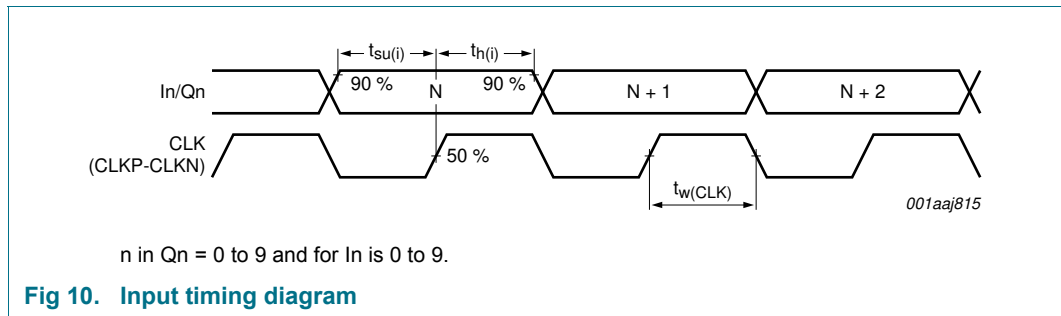 tsu(i) th(i)
In/Qn 90 % N 90 % N + 1 N + 2
CLK
(CLKP-CLKN) 50 %
tw(CLK)
001aaj815
n in Qn = 0 to 9 and for In is 0 to 9.
Fig 10. Input timing diagram